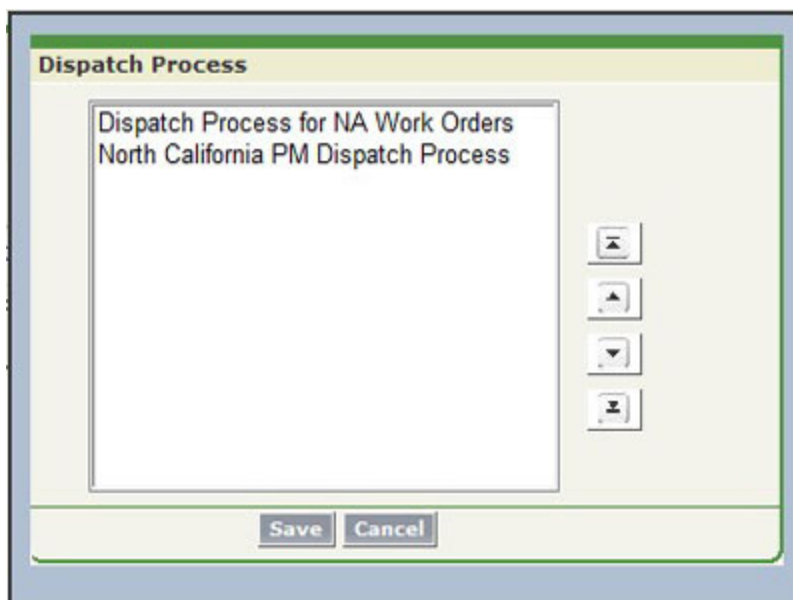 Dispatch Process
Dispatch Process for NA Work Orders
North California PM Dispatch Process
Save Cancel